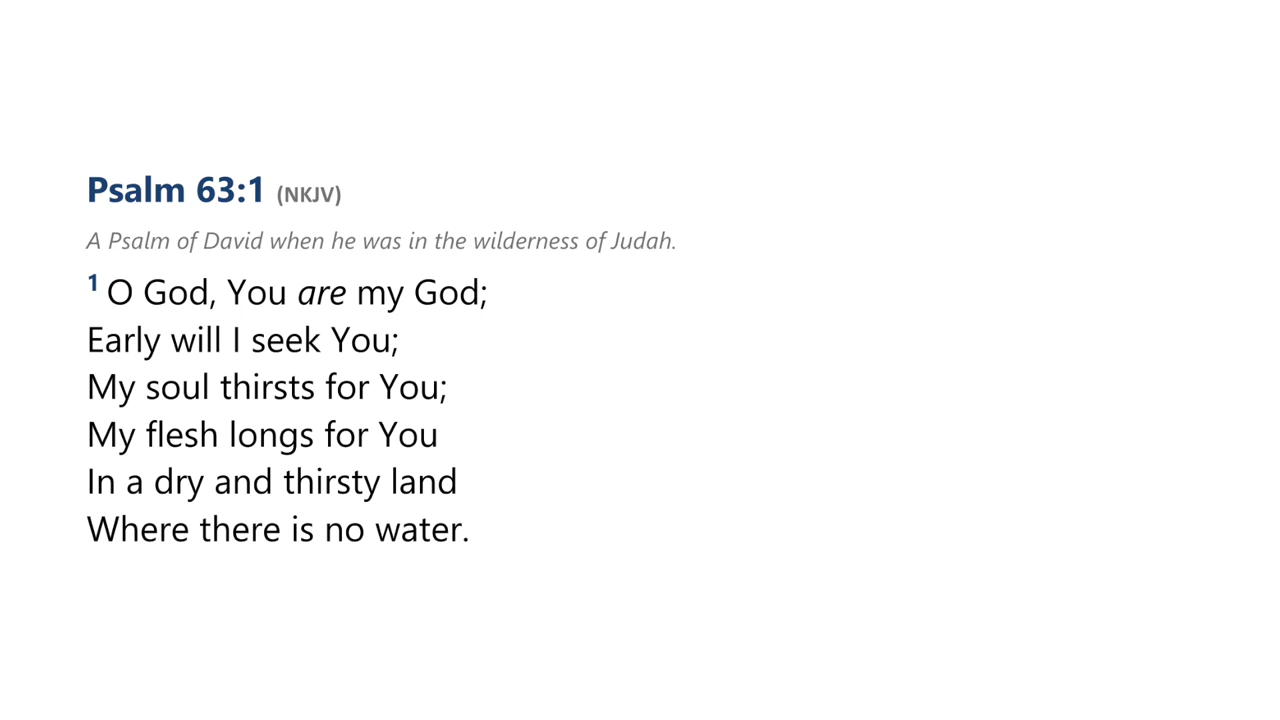 Psalm 63:1 (NKJV)
A Psalm of David when he was in the wilderness of Judah.
1 O God, You are my God;
Early will I seek You;
My soul thirsts for You;
My flesh longs for You
In a dry and thirsty land
Where there is no water.